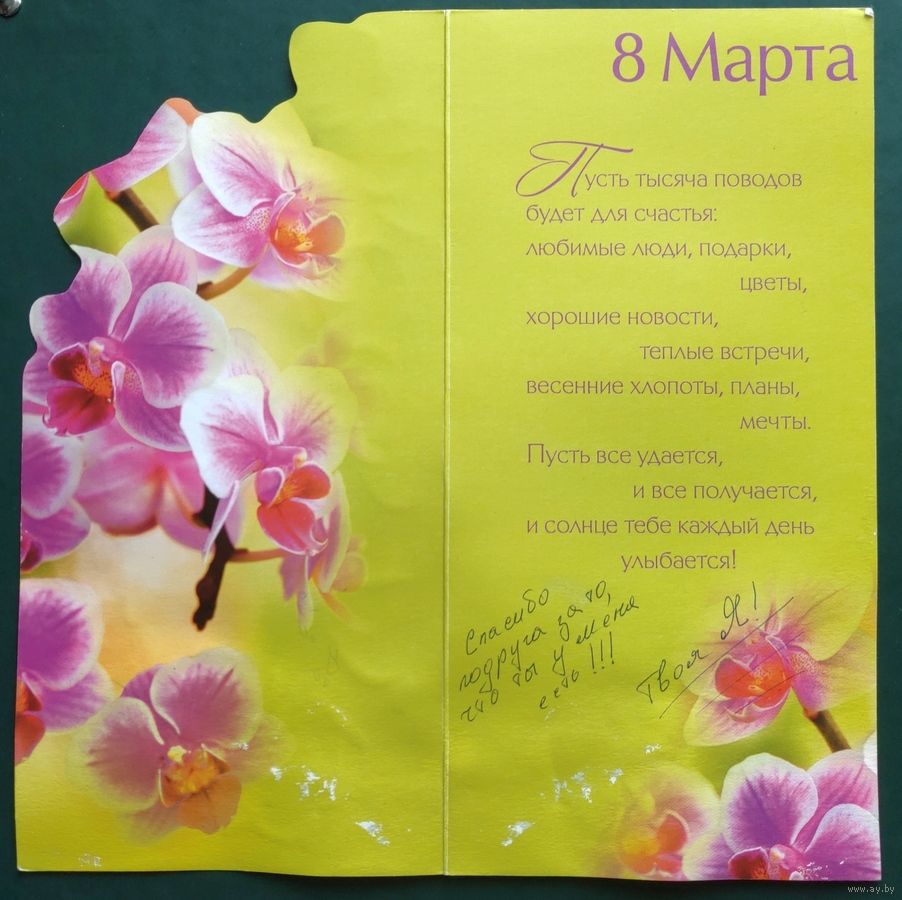 8 Марта
Пусть тысяча поводов
будет для счастья:
любимые люди, подарки,
цветы,
хорошие новости,
теплые встречи,
весенние хлопоты, планы,
мечты.
Пусть все удается,
и все получается,
и солнце тебе каждый день
улыбается!
Спасибо
подруга за то,
что ты у меня
есть!!!
Твоя Я!
www.ay.by